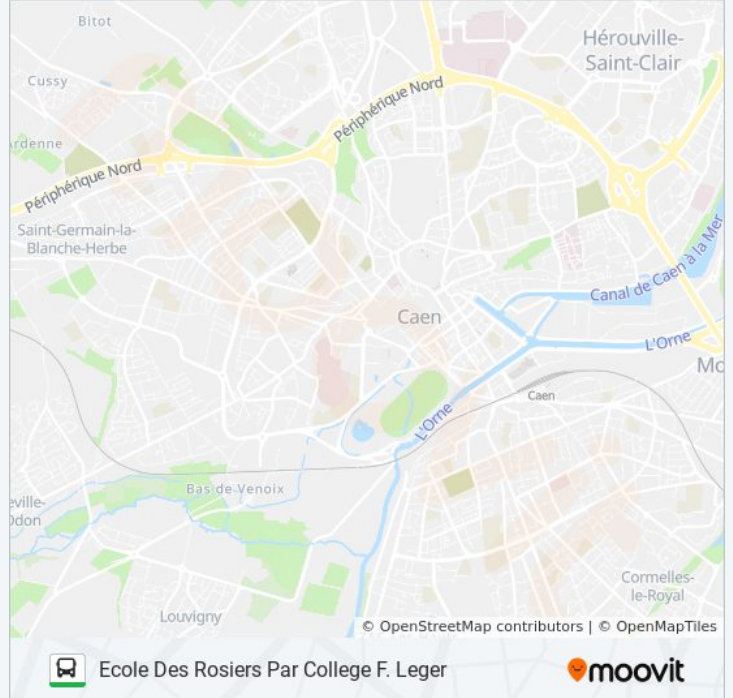 Bitot
Hérouville-
Saint-Clair
Cussy
Périphérique Nord
Ardenne
Périphérique Nord
Saint-Germain-la-
Blanche-Herbe
Canal de Caen à la Mer
Caen
L'Orne
Mo
Caen
L'Orne
Bas de Venoix
eville-
Odon
Cormelles-
le-Royal
Louvigny
© OpenStreetMap contributors | © OpenMapTiles
Ecole Des Rosiers Par College F. Leger
moovit